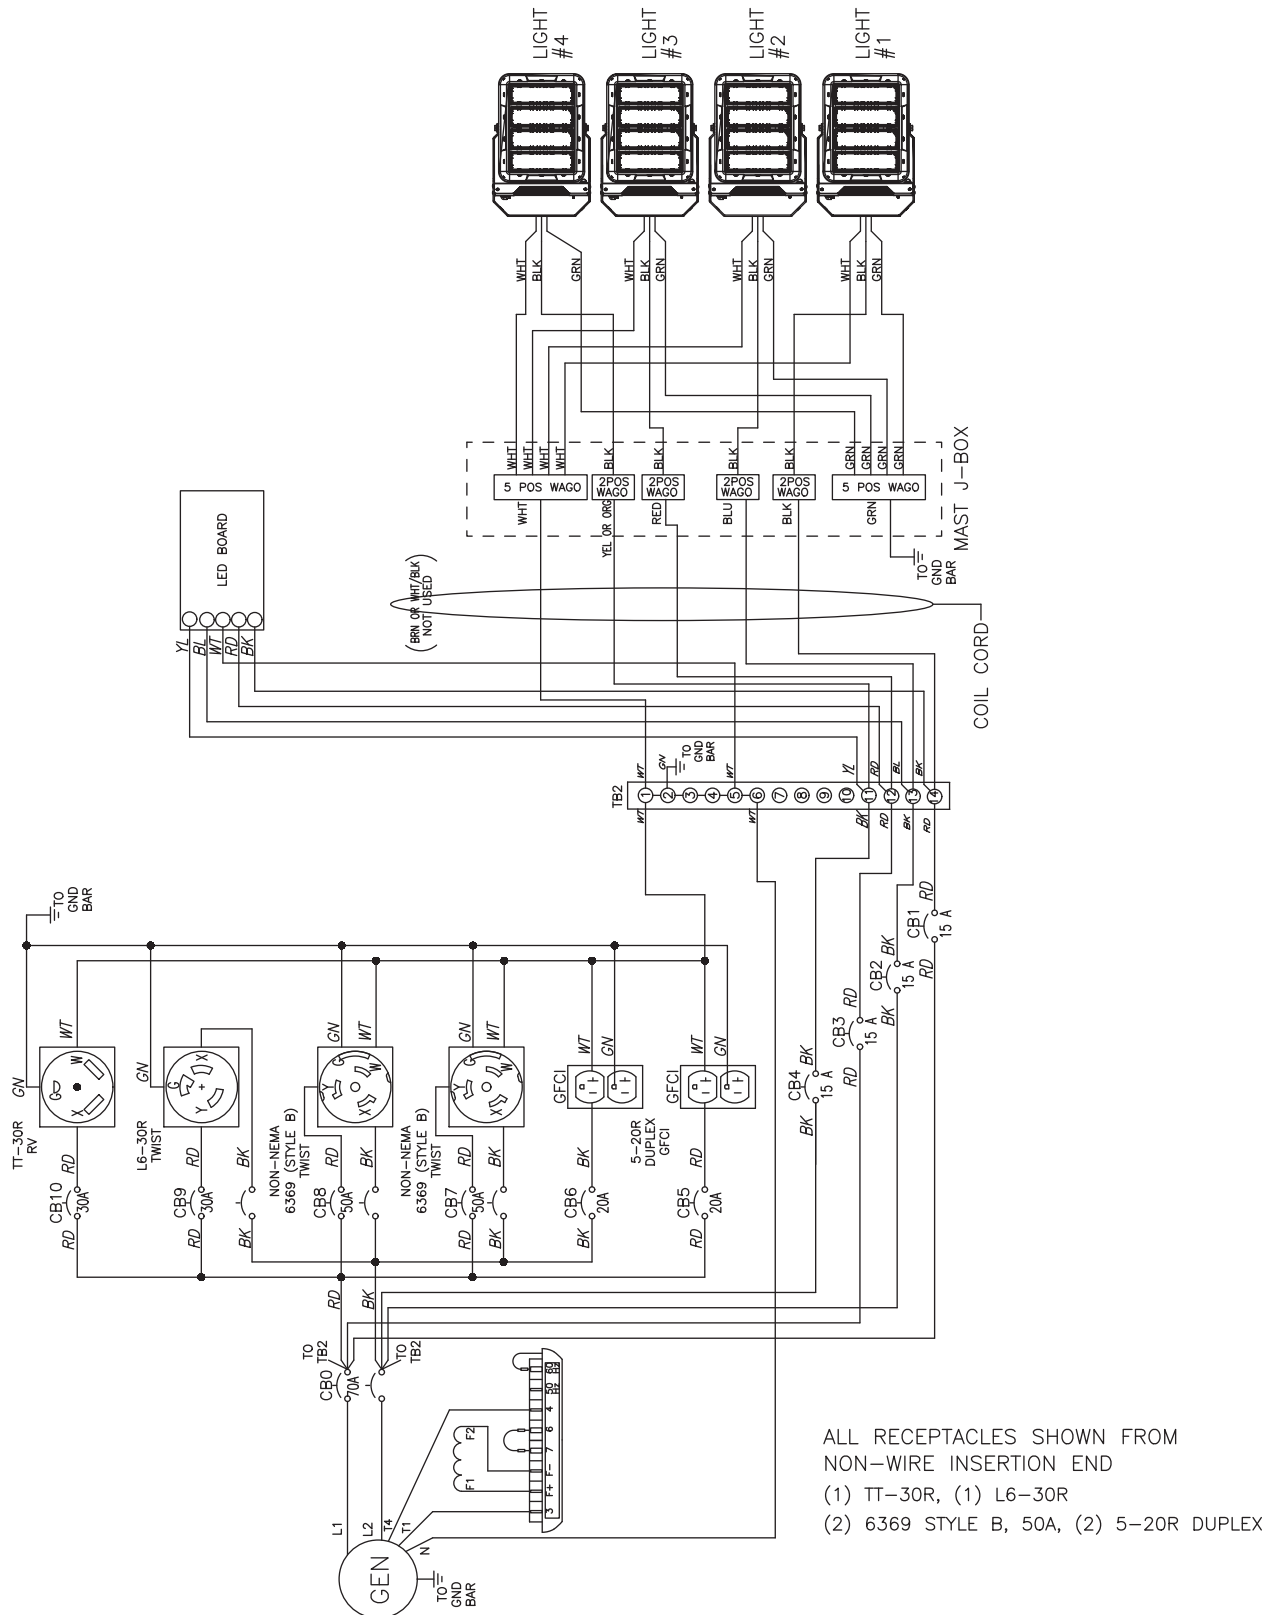 LIGHT
#4
LIGHT
#3
LIGHT
#2
LIGHT
#1
WHT
BLK
GRN
WHT
BLK
GRN
WHT
BLK
GRN
WHT
BLK
GRN
WHT
WHT
WHT
WHT
BLK
BLK
BLK
BLK
GRN
GRN
GRN
GRN
5 POS WAGO
2POS
WAGO
2POS
WAGO
2POS
WAGO
2POS
WAGO
5 POS WAGO
WHT
YEL OR ORG
RED
BLU
BLK
GRN
MAST J-BOX
TO
GND
BAR
LED BOARD
(BRN OR WHT/BLK
NOT USED)
COIL CORD
YL
BL
WT
RD
BK
WT
GN
TO
GND
BAR
WT
YL
RD
BL
BK
TB2
1
2
3
4
5
6
7
8
9
10
11
12
13
14
WT
WT
BK
RD
BK
RD
TO
GND
BAR
GN
WT
GN
GN
WT
GN
WT
WT
GN
WT
GN
TT-30R
RV
G
W
X
L6-30R
TWIST
G
X
Y
NON-NEMA
6369 (STYLE B)
TWIST
G
Y
W
X
NON-NEMA
6369 (STYLE B)
TWIST
G
Y
W
X
GFCI
5-20R
DUPLEX
GFCI
GFCI
RD
CB10
30A
RD
RD
CB9
30A
RD
BK
BK
RD
CB8
50A
BK
RD
CB7
50A
RD
BK
BK
BK
CB6
20A
BK
RD
CB5
20A
RD
BK
CB4
15 A
BK
RD
CB3
15 A
RD
BK
CB2
15 A
BK
RD
CB1
15 A
RD
RD
BK
TO
TB2
TO
TB2
CB0
70A
L1
L2
T4
T1
N
GEN
TO
GND
BAR
F1
F2
3
F+
F-
7
6
4
50
Hz
60
Hz
ALL RECEPTACLES SHOWN FROM
NON-WIRE INSERTION END
(1) TT-30R, (1) L6-30R
(2) 6369 STYLE B, 50A, (2) 5-20R DUPLEX